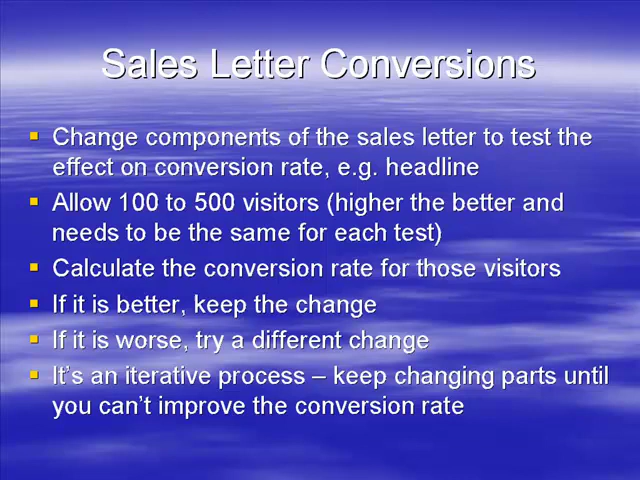 Sales Letter Conversions
Change components of the sales letter to test the
effect on conversion rate, e.g. headline
Allow 100 to 500 visitors (higher the better and
needs to be the same for each test)
Calculate the conversion rate for those visitors
If it is better, keep the change
If it is worse, try a different change
It's an iterative process – keep changing parts until
you can't improve the conversion rate